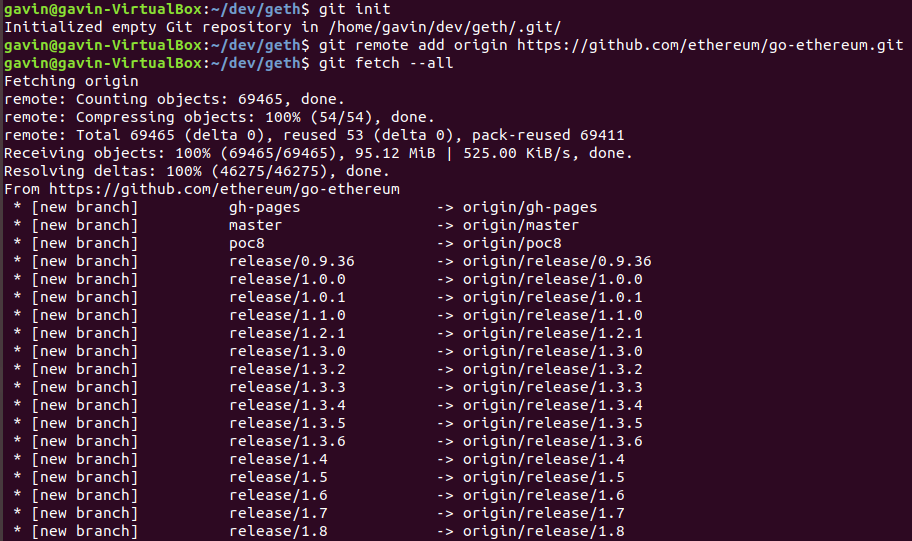 gavin@gavin-VirtualBox:~/dev/geth$ git init
Initialized empty Git repository in /home/gavin/dev/geth/.git/
gavin@gavin-VirtualBox:~/dev/geth$ git remote add origin https://github.com/ethereum/go-ethereum.git
gavin@gavin-VirtualBox:~/dev/geth$ git fetch --all
Fetching origin
remote: Counting objects: 69465, done.
remote: Compressing objects: 100% (54/54), done.
remote: Total 69465 (delta 0), reused 53 (delta 0), pack-reused 69411
Receiving objects: 100% (69465/69465), 95.12 MiB | 525.00 KiB/s, done.
Resolving deltas: 100% (46275/46275), done.
From https://github.com/ethereum/go-ethereum
 * [new branch]          gh-pages               -> origin/gh-pages
 * [new branch]          master                 -> origin/master
 * [new branch]          poc8                   -> origin/poc8
 * [new branch]          release/0.9.36         -> origin/release/0.9.36
 * [new branch]          release/1.0.0          -> origin/release/1.0.0
 * [new branch]          release/1.0.1          -> origin/release/1.0.1
 * [new branch]          release/1.1.0          -> origin/release/1.1.0
 * [new branch]          release/1.2.1          -> origin/release/1.2.1
 * [new branch]          release/1.3.0          -> origin/release/1.3.0
 * [new branch]          release/1.3.2          -> origin/release/1.3.2
 * [new branch]          release/1.3.3          -> origin/release/1.3.3
 * [new branch]          release/1.3.4          -> origin/release/1.3.4
 * [new branch]          release/1.3.5          -> origin/release/1.3.5
 * [new branch]          release/1.3.6          -> origin/release/1.3.6
 * [new branch]          release/1.4            -> origin/release/1.4
 * [new branch]          release/1.5            -> origin/release/1.5
 * [new branch]          release/1.6            -> origin/release/1.6
 * [new branch]          release/1.7            -> origin/release/1.7
 * [new branch]          release/1.8            -> origin/release/1.8